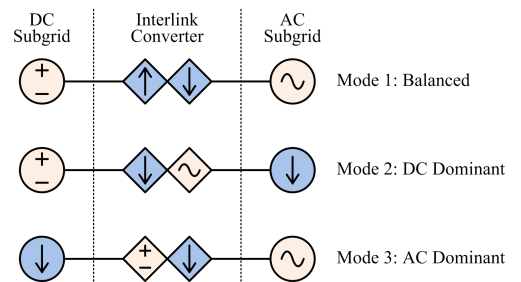 DC
Subgrid
Interlink
Converter
AC
Subgrid
Mode 1: Balanced
Mode 2: DC Dominant
Mode 3: AC Dominant